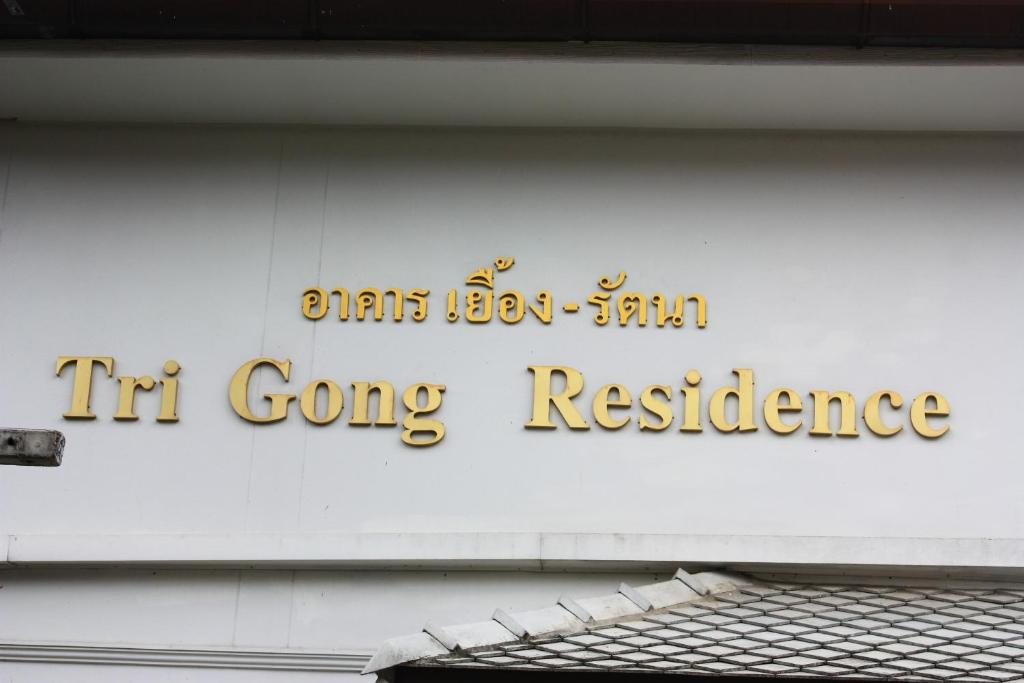 อาคาร เยื้อง - รัตนา
Tri Gong Residence